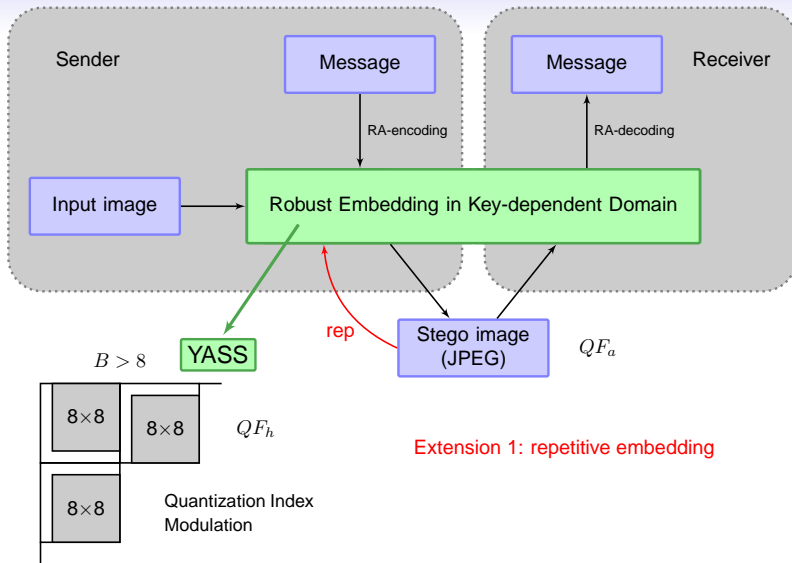 Sender
Message
Message
Receiver
RA-encoding
RA-decoding
Input image
Robust Embedding in Key-dependent Domain
rep
Stego image
(JPEG)
QF_a
YASS
B > 8
8×8
8×8
QF_h
8×8
Extension 1: repetitive embedding
Quantization Index
Modulation